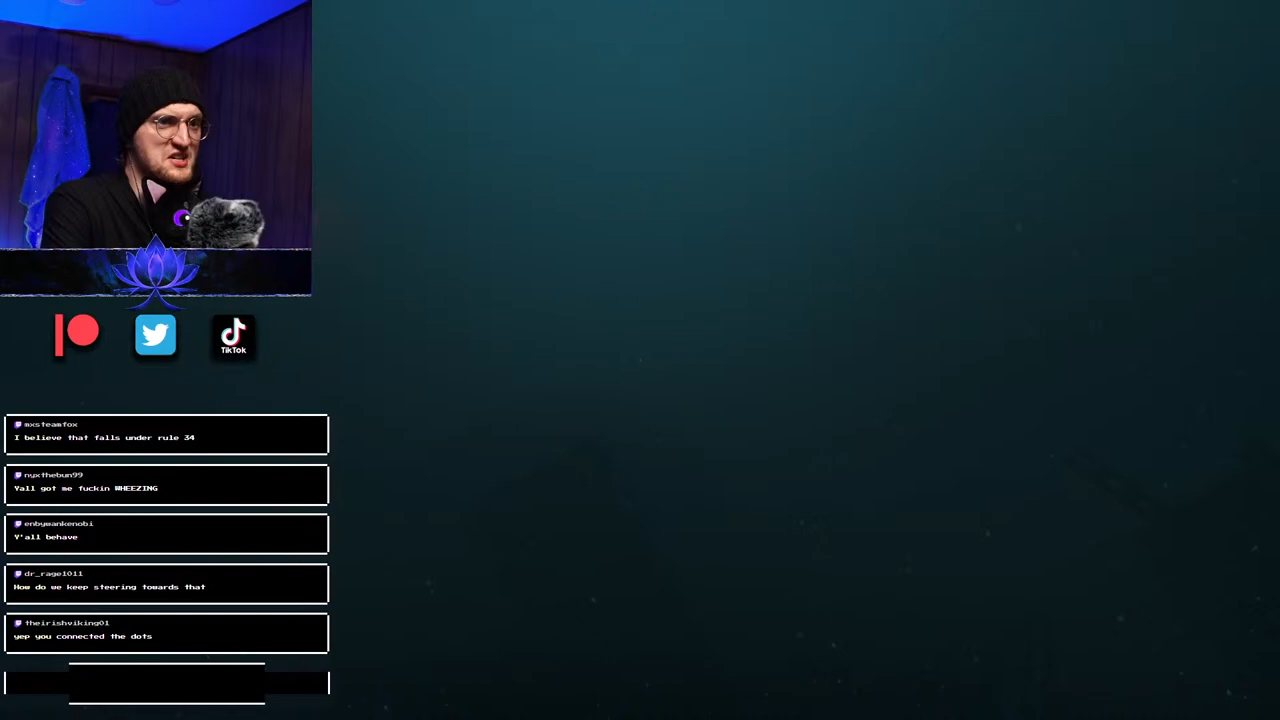 TikTok
mxsteamfox
I believe that falls under rule 34
nyxthebun99
Yall got me fuckin WHEEZING
enbywankenobi
Y'all behave
dr_rage1011
How do we keep steering towards that
theirishviking01
yep you connected the dots